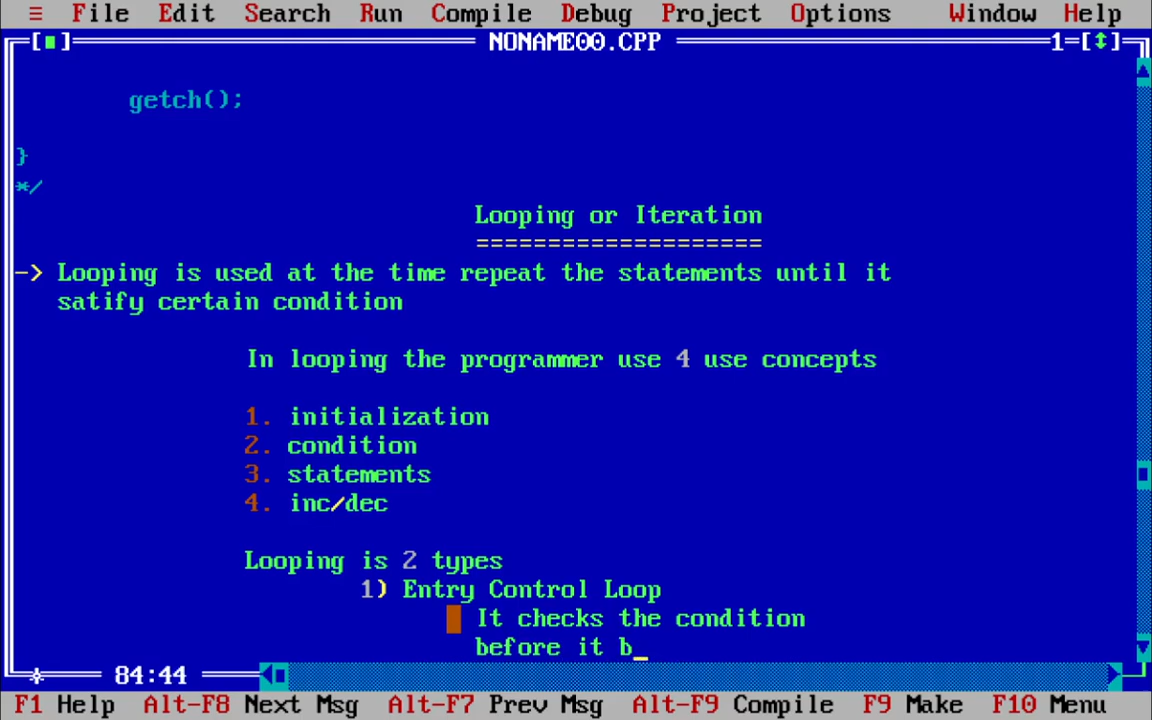 ≡ File Edit Search Run Compile Debug Project Options Window Help
[■] NONAME00.CPP 1=[↕]
getch();
}
*/
Looping or Iteration
====================
-> Looping is used at the time repeat the statements until it
satify certain condition
In looping the programmer use 4 use concepts
1. initialization
2. condition
3. statements
4. inc/dec
Looping is 2 types
1) Entry Control Loop
It checks the condition
before it b_
84:44
F1 Help Alt-F8 Next Msg Alt-F7 Prev Msg Alt-F9 Compile F9 Make F10 Menu